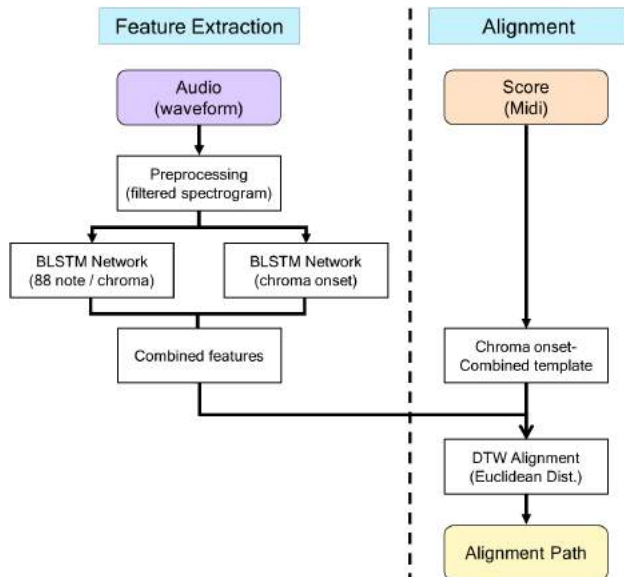 Feature Extraction
Alignment
Audio
(waveform)
Score
(Midi)
Preprocessing
(filtered spectrogram)
BLSTM Network
(88 note / chroma)
BLSTM Network
(chroma onset)
Combined features
Chroma onset-
Combined template
DTW Alignment
(Euclidean Dist.)
Alignment Path